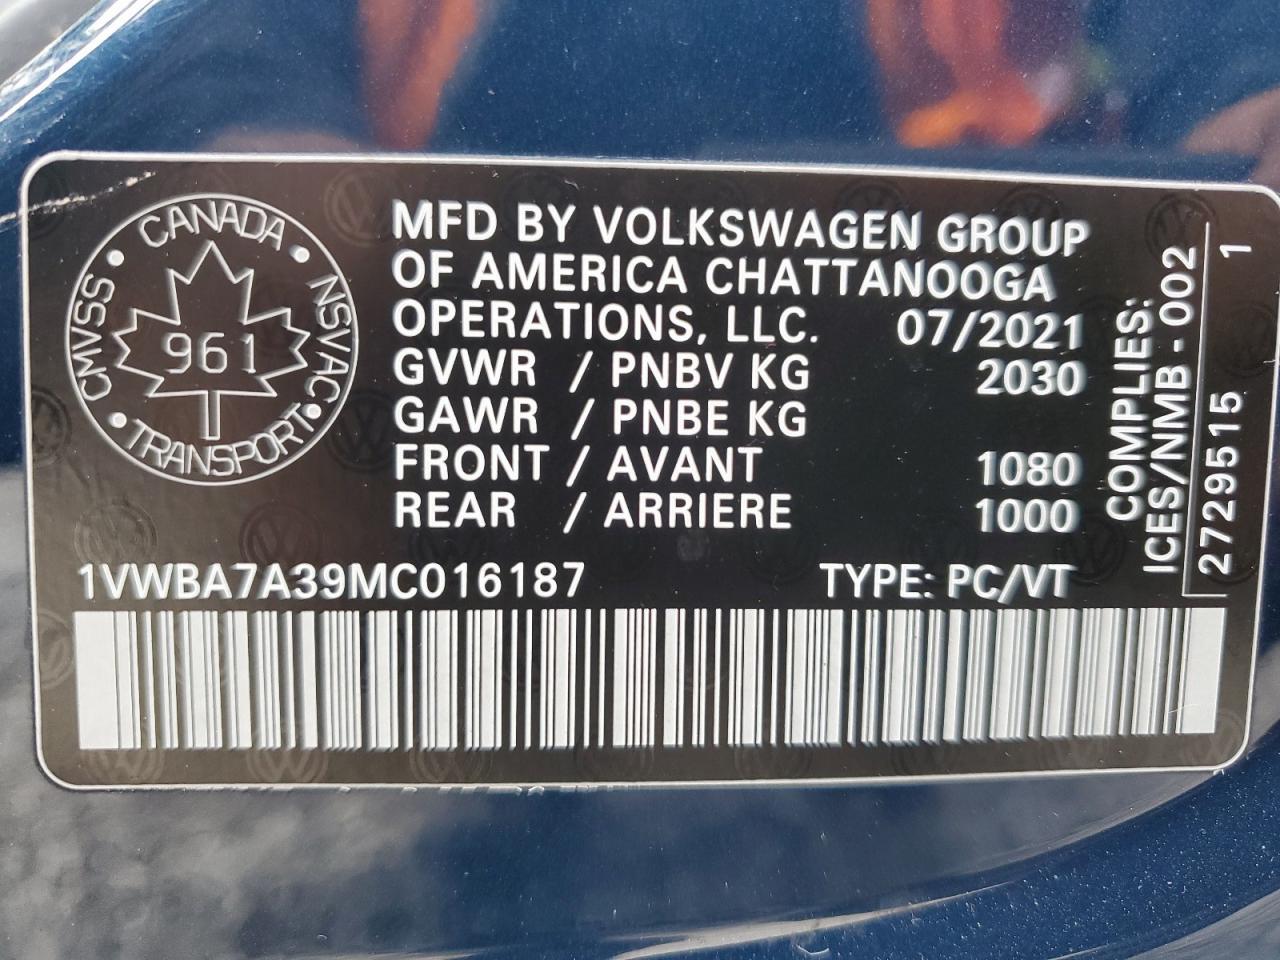 CANADA
CMVSS
NSVAC
961
TRANSPORT
MFD BY VOLKSWAGEN GROUP
OF AMERICA CHATTANOOGA
OPERATIONS, LLC. 07/2021
GVWR / PNBV KG 2030
GAWR / PNBE KG
FRONT / AVANT 1080
REAR / ARRIERE 1000
1VWBA7A39MC016187 TYPE: PC/VT
COMPLIES:
ICES/NMB - 002
2729515 1